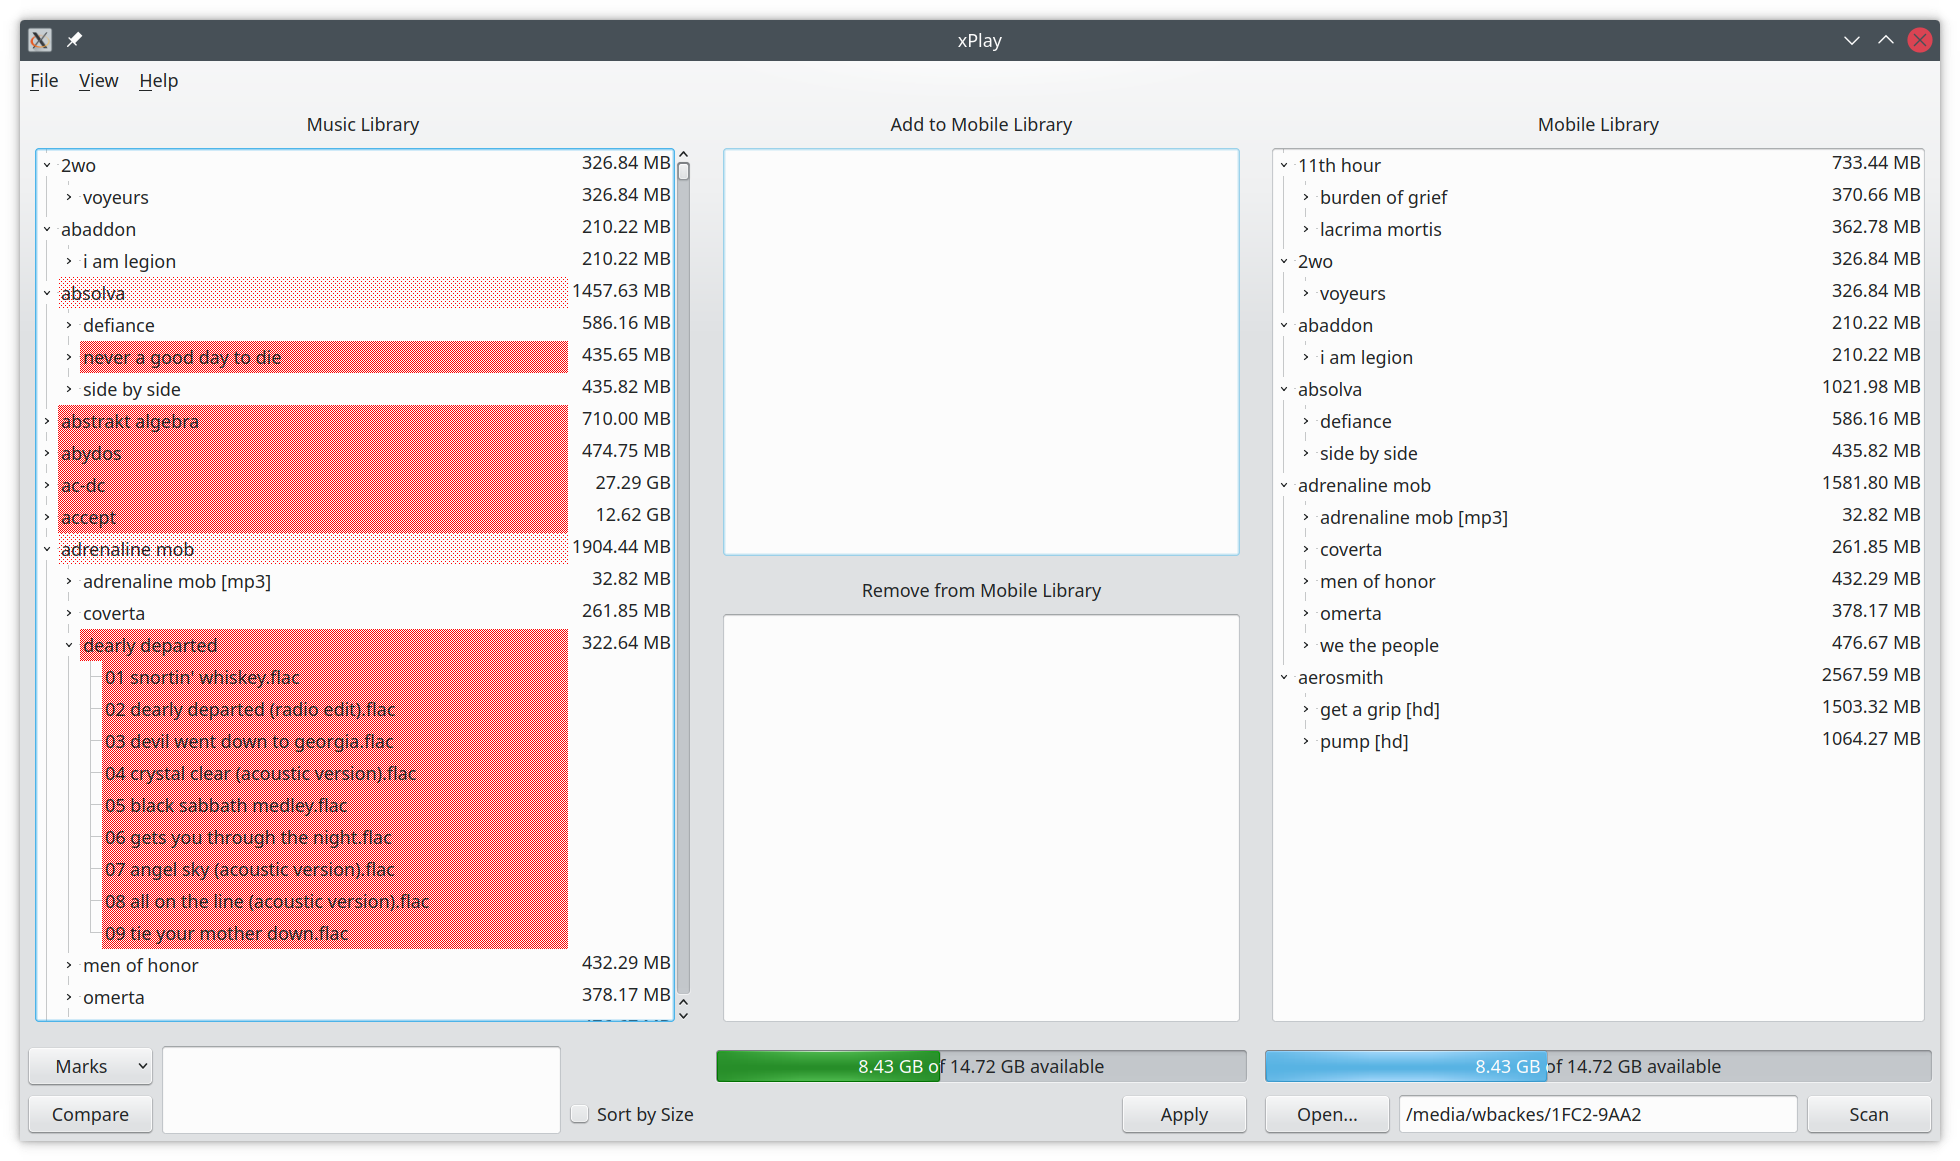 xPlay
File View Help
Music Library
2wo 326.84 MB
voyeurs 326.84 MB
abaddon 210.22 MB
i am legion 210.22 MB
absolva 1457.63 MB
defiance 586.16 MB
never a good day to die 435.65 MB
side by side 435.82 MB
abstrakt algebra 710.00 MB
abydos 474.75 MB
ac-dc 27.29 GB
accept 12.62 GB
adrenaline mob 1904.44 MB
adrenaline mob [mp3] 32.82 MB
coverta 261.85 MB
dearly departed 322.64 MB
01 snortin' whiskey.flac
02 dearly departed (radio edit).flac
03 devil went down to georgia.flac
04 crystal clear (acoustic version).flac
05 black sabbath medley.flac
06 gets you through the night.flac
07 angel sky (acoustic version).flac
08 all on the line (acoustic version).flac
09 tie your mother down.flac
men of honor 432.29 MB
omerta 378.17 MB
Marks
Compare
Sort by Size
Add to Mobile Library
Remove from Mobile Library
8.43 GB of 14.72 GB available
Apply
Mobile Library
11th hour 733.44 MB
burden of grief 370.66 MB
lacrima mortis 362.78 MB
2wo 326.84 MB
voyeurs 326.84 MB
abaddon 210.22 MB
i am legion 210.22 MB
absolva 1021.98 MB
defiance 586.16 MB
side by side 435.82 MB
adrenaline mob 1581.80 MB
adrenaline mob [mp3] 32.82 MB
coverta 261.85 MB
men of honor 432.29 MB
omerta 378.17 MB
we the people 476.67 MB
aerosmith 2567.59 MB
get a grip [hd] 1503.32 MB
pump [hd] 1064.27 MB
8.43 GB of 14.72 GB available
Open... /media/wbackes/1FC2-9AA2 Scan